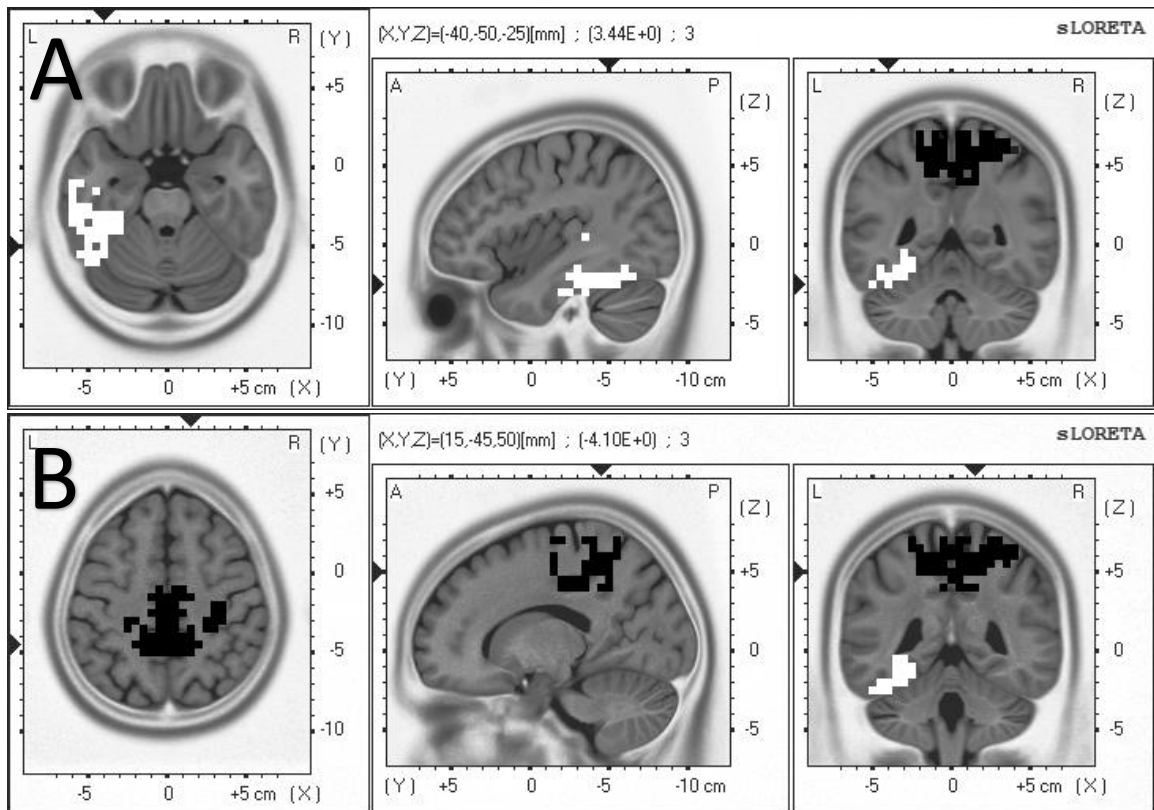 A
L R (Y)
+5
0
-5
-10
-5 0 +5 cm (X)
(X,Y,Z)=(-40,-50,-25)[mm] ; (3.44E+0) ; 3
sLORETA
A P (Z)
+5
0
-5
(Y) +5 0 -5 -10 cm
L R (Z)
+5
0
-5
-5 0 +5 cm (X)
B
L R (Y)
+5
0
-5
-10
-5 0 +5 cm (X)
(X,Y,Z)=(15,-45,50)[mm] ; (-4.10E+0) ; 3
sLORETA
A P (Z)
+5
0
-5
(Y) +5 0 -5 -10 cm
L R (Z)
+5
0
-5
-5 0 +5 cm (X)